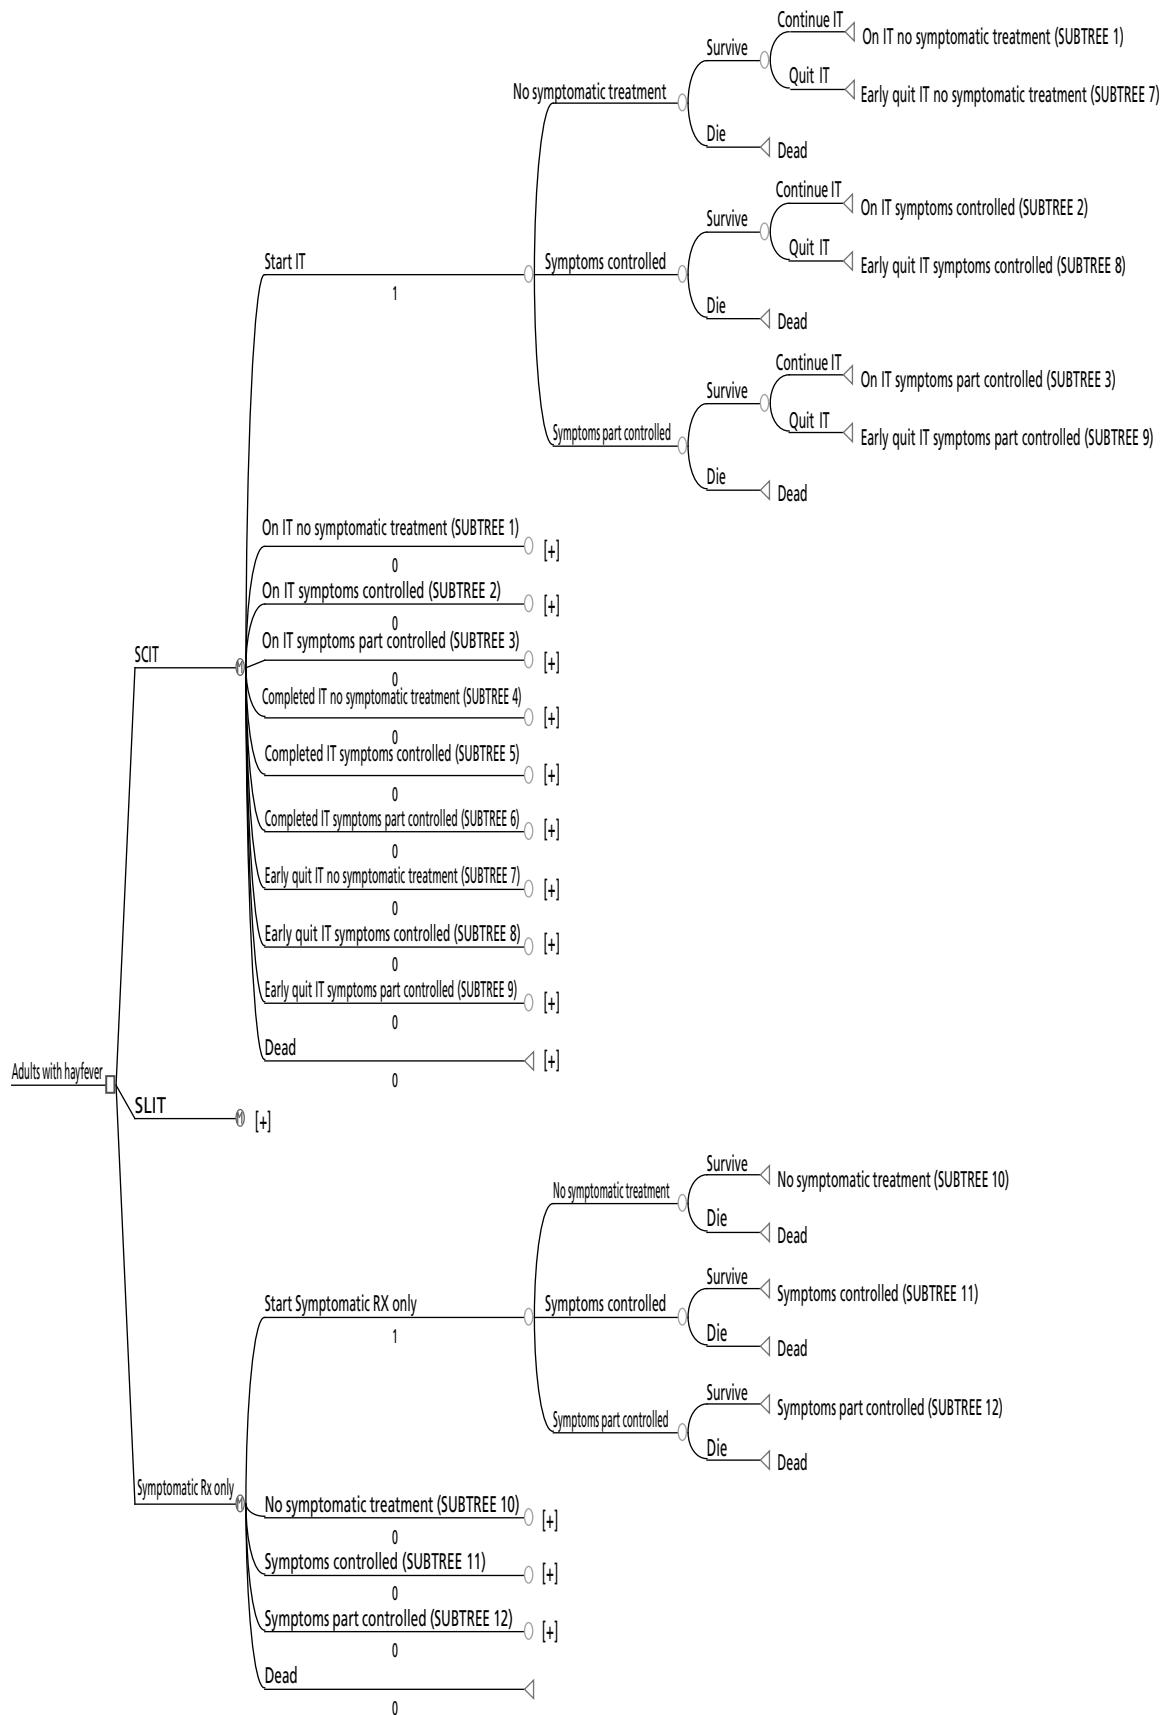 Continue IT
On IT no symptomatic treatment (SUBTREE 1)
Survive
Quit IT
Early quit IT no symptomatic treatment (SUBTREE 7)
No symptomatic treatment
Die
Dead
Continue IT
On IT symptoms controlled (SUBTREE 2)
Survive
Quit IT
Early quit IT symptoms controlled (SUBTREE 8)
Start IT
1
Symptoms controlled
Die
Dead
Continue IT
On IT symptoms part controlled (SUBTREE 3)
Survive
Quit IT
Early quit IT symptoms part controlled (SUBTREE 9)
Symptoms part controlled
Die
Dead
On IT no symptomatic treatment (SUBTREE 1)
[+]
0
On IT symptoms controlled (SUBTREE 2)
[+]
0
On IT symptoms part controlled (SUBTREE 3)
[+]
0
SCIT
M
Completed IT no symptomatic treatment (SUBTREE 4)
[+]
0
Completed IT symptoms controlled (SUBTREE 5)
[+]
0
Completed IT symptoms part controlled (SUBTREE 6)
[+]
0
Early quit IT no symptomatic treatment (SUBTREE 7)
[+]
0
Early quit IT symptoms controlled (SUBTREE 8)
[+]
0
Early quit IT symptoms part controlled (SUBTREE 9)
[+]
0
Dead
[+]
0
Adults with hayfever
SLIT
M
[+]
Survive
No symptomatic treatment (SUBTREE 10)
No symptomatic treatment
Die
Dead
Survive
Symptoms controlled (SUBTREE 11)
Start Symptomatic RX only
1
Symptoms controlled
Die
Dead
Survive
Symptoms part controlled (SUBTREE 12)
Symptoms part controlled
Die
Dead
Symptomatic Rx only
M
No symptomatic treatment (SUBTREE 10)
[+]
0
Symptoms controlled (SUBTREE 11)
[+]
0
Symptoms part controlled (SUBTREE 12)
[+]
0
Dead
0